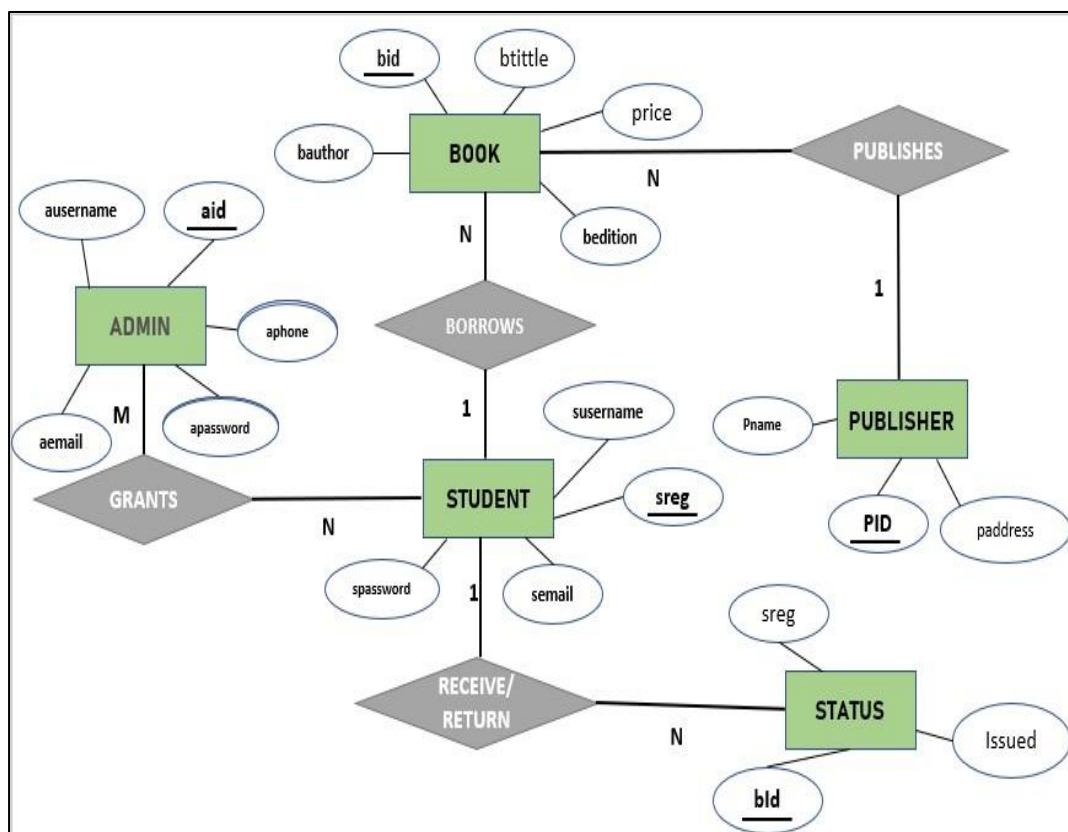 bid
btittle
price
bauthor
BOOK
N
PUBLISHES
bedition
N
ausername
aid
ADMIN
aphone
BORROWS
1
M
aemail
apassword
1
susername
Pname
PUBLISHER
GRANTS
N
STUDENT
sreg
PID
paddress
spassword
1
semail
sreg
RECEIVE/
RETURN
N
STATUS
Issued
bId